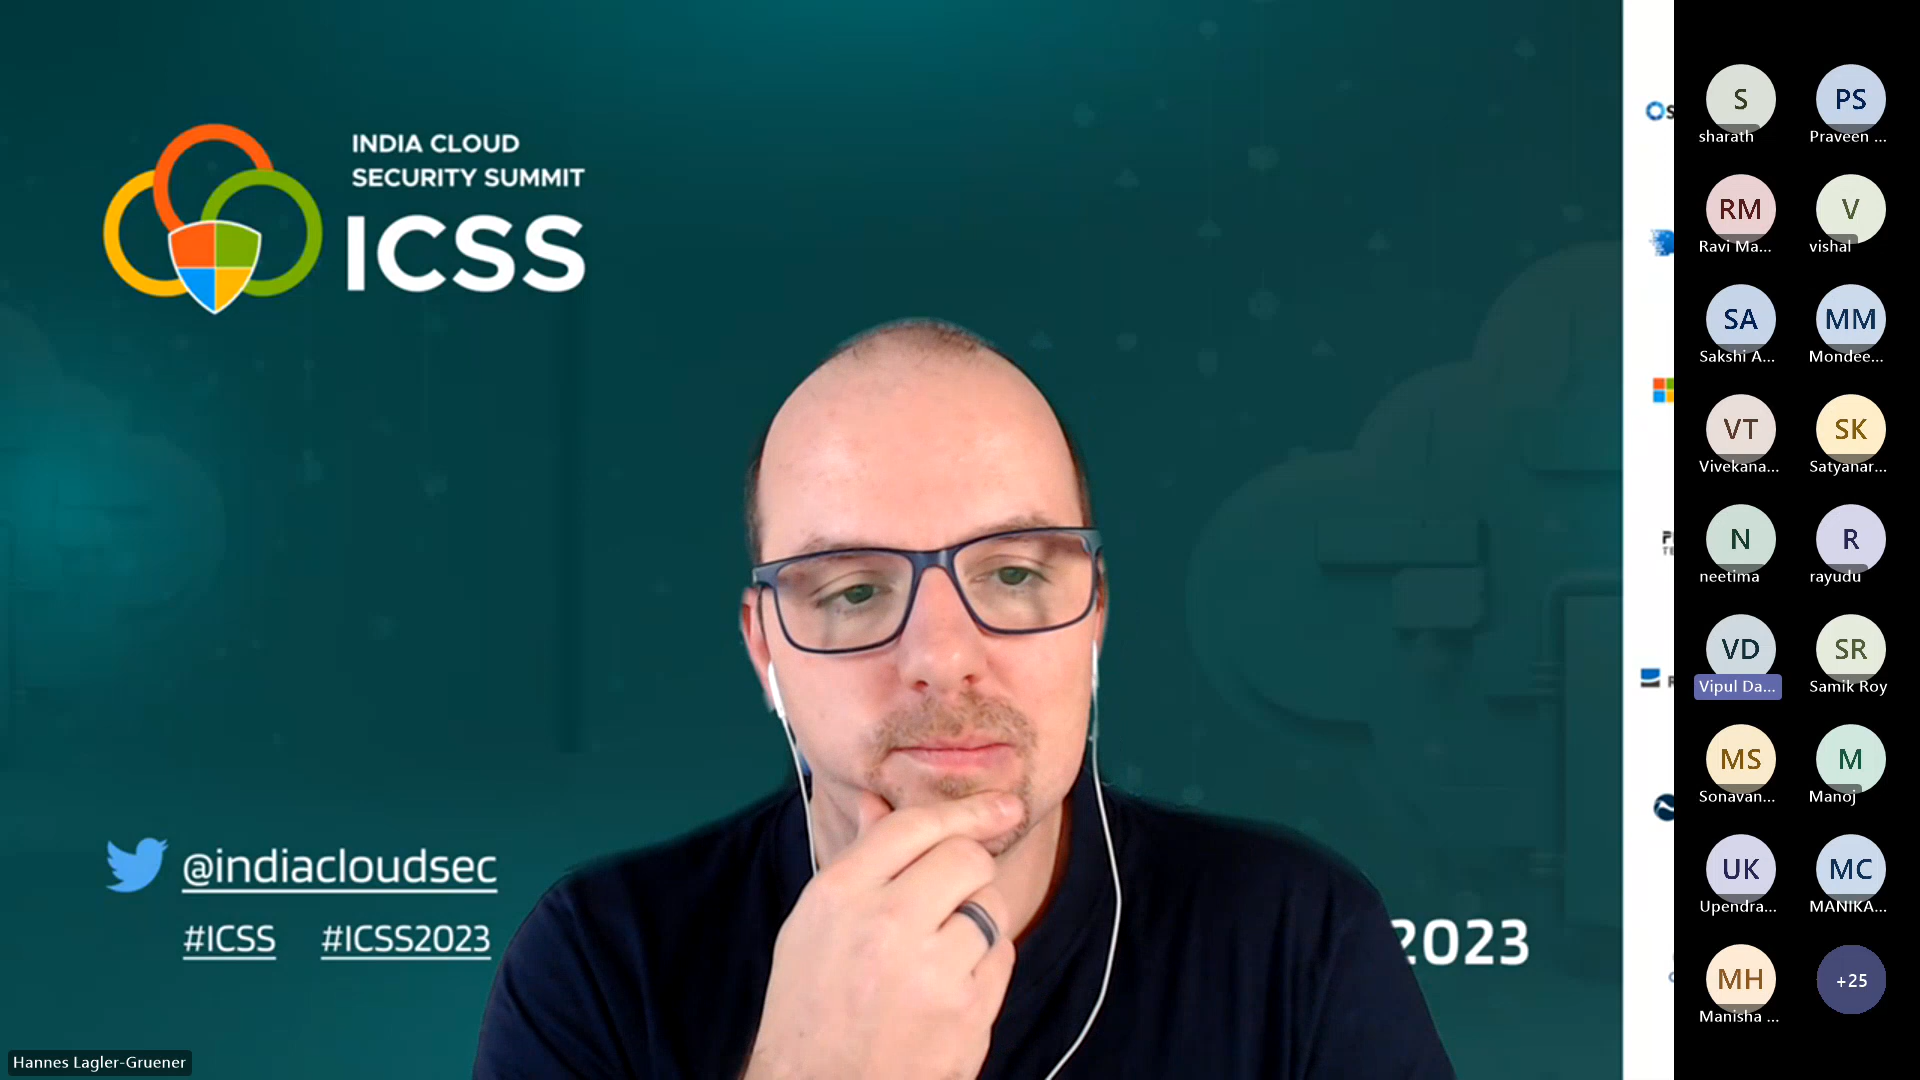 INDIA CLOUD
SECURITY SUMMIT
ICSS
@indiacloudsec
#ICSS #ICSS2023
2023
Hannes Lagler-Gruener
S
sharath
PS
Praveen ...
RM
Ravi Ma...
V
vishal
SA
Sakshi A...
MM
Mondee...
VT
Vivekana...
SK
Satyanar...
N
neetima
R
rayudu
VD
Vipul Da...
SR
Samik Roy
MS
Sonavan...
M
Manoj
UK
Upendra...
MC
MANIKA...
MH
Manisha ...
+25